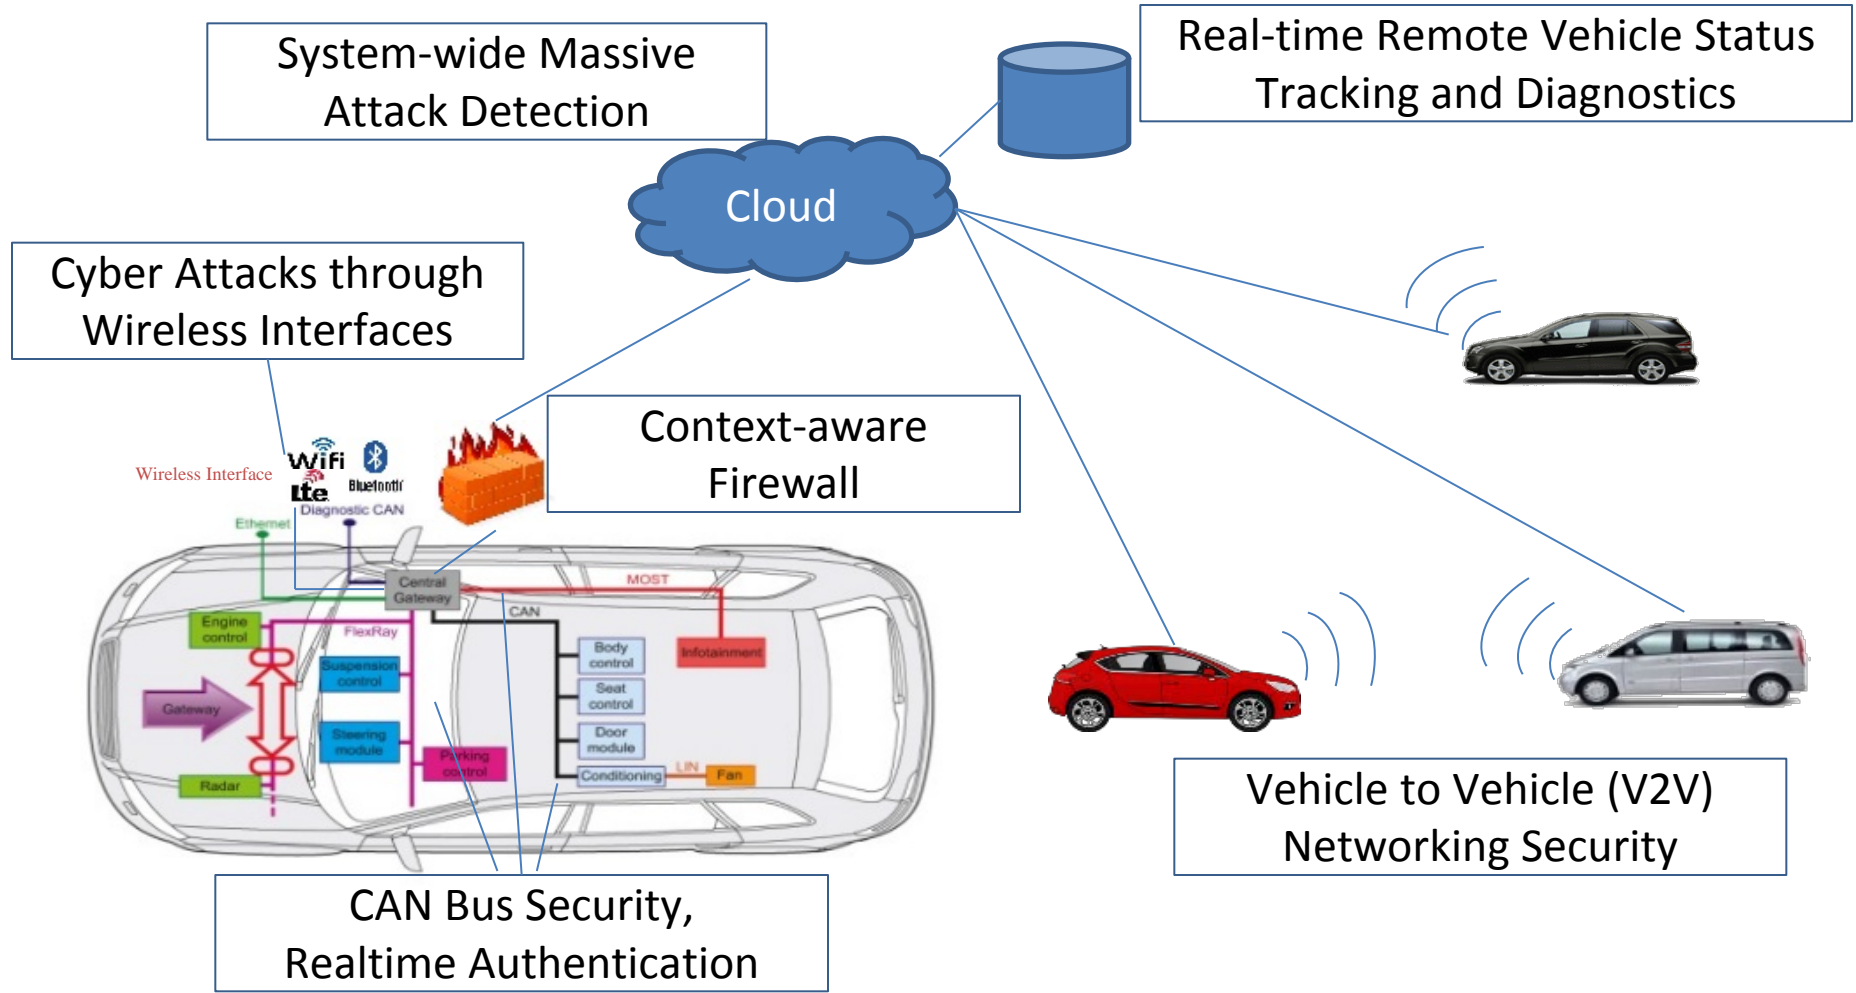 System-wide Massive
Attack Detection
Real-time Remote Vehicle Status
Tracking and Diagnostics
Cloud
Cyber Attacks through
Wireless Interfaces
Context-aware
Firewall
Wireless Interface
Wifi
Lte
Bluetooth
Diagnostic CAN
Ethernet
Central
Gateway
MOST
CAN
Engine
control
FlexRay
Suspension
control
Body
control
Infotainment
Seat
control
Gateway
Steering
module
Door
module
Parking
control
Conditioning
LIN
Fan
Radar
Vehicle to Vehicle (V2V)
Networking Security
CAN Bus Security,
Realtime Authentication